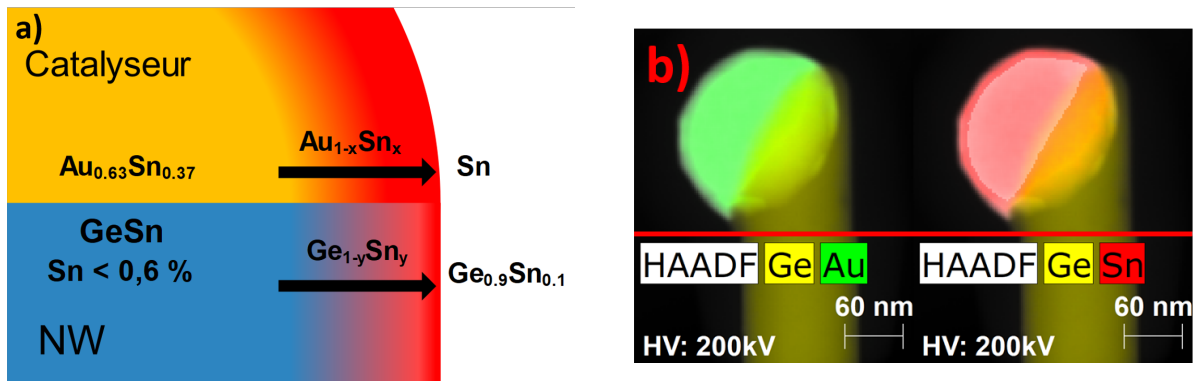 a)
Catalyseur
Au₁₋ₓSnₓ
Au₀.₆₃Sn₀.₃₇
Sn
GeSn
Sn < 0,6 %
Ge₁₋ᵧSnᵧ
Ge₀.₉Sn₀.₁
NW
b)
HAADF Ge Au
HAADF Ge Sn
60 nm
60 nm
HV: 200kV
HV: 200kV